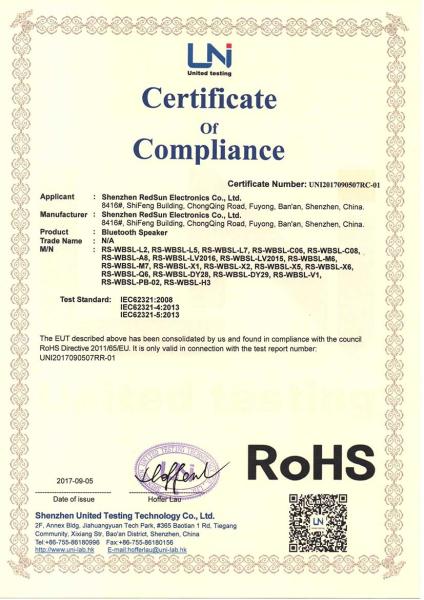 UNi
United testing
Certificate
Of
Compliance
Certificate Number: UNI2017090507RC-01
Applicant : Shenzhen RedSun Electronics Co., Ltd.
8416#, ShiFeng Building, ChongQing Road, Fuyong, Ban'an, Shenzhen, China.
Manufacturer : Shenzhen RedSun Electronics Co., Ltd.
8416#, ShiFeng Building, ChongQing Road, Fuyong, Ban'an, Shenzhen, China.
Product : Bluetooth Speaker
Trade Name : N/A
M/N : RS-WBSL-L2, RS-WBSL-L5, RS-WBSL-L7, RS-WBSL-C06, RS-WBSL-C08,
RS-WBSL-A8, RS-WBSL-LV2016, RS-WBSL-LV2015, RS-WBSL-M6,
RS-WBSL-M7, RS-WBSL-X1, RS-WBSL-X2, RS-WBSL-X5, RS-WBSL-X6,
RS-WBSL-Q6, RS-WBSL-DY28, RS-WBSL-DY29, RS-WBSL-V1,
RS-WBSL-PB-02, RS-WBSL-H3
Test Standard: IEC62321:2008
IEC62321-4:2013
IEC62321-5:2013
The EUT described above has been consolidated by us and found in compliance with the council
RoHS Directive 2011/65/EU. It is only valid in connection with the test report number:
UNI2017090507RR-01
RoHS
2017-09-05
Date of issue
Hoffer Lau
Shenzhen United Testing Technology Co., Ltd.
2F, Annex Bldg, Jiahuangyuan Tech Park, #365 Baotian 1 Rd, Tiegang
Community, Xixiang Str, Bao'an District, Shenzhen, China
Tel:+86-755-86180996 Fax:+86-755-86180156
http://www.uni-lab.hk E-mail:hofferlau@uni-lab.hk